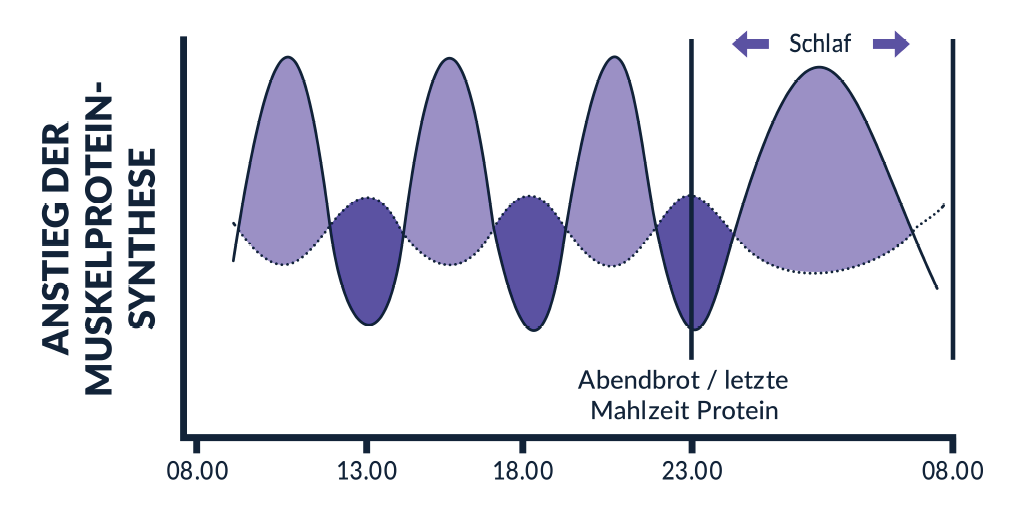 ANSTIEG DER
MUSKELPROTEIN-
SYNTHESE
Schlaf
Abendbrot / letzte
Mahlzeit Protein
08.00
13.00
18.00
23.00
08.00